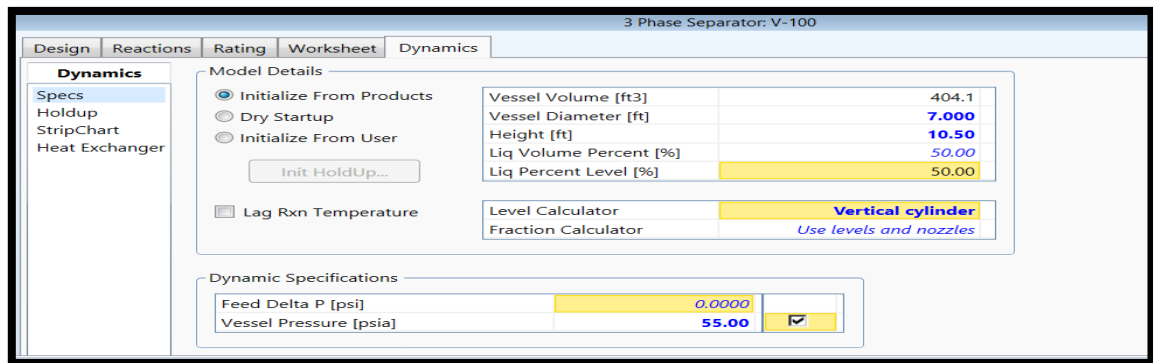 3 Phase Separator: V-100
Design Reactions Rating Worksheet Dynamics
Dynamics
Specs
Holdup
StripChart
Heat Exchanger
Model Details
Initialize From Products
Dry Startup
Initialize From User
Init HoldUp...
Lag Rxn Temperature
Vessel Volume [ft3] 404.1
Vessel Diameter [ft] 7.000
Height [ft] 10.50
Liq Volume Percent [%] 50.00
Liq Percent Level [%] 50.00
Level Calculator Vertical cylinder
Fraction Calculator Use levels and nozzles
Dynamic Specifications
Feed Delta P [psi] 0.0000
Vessel Pressure [psia] 55.00